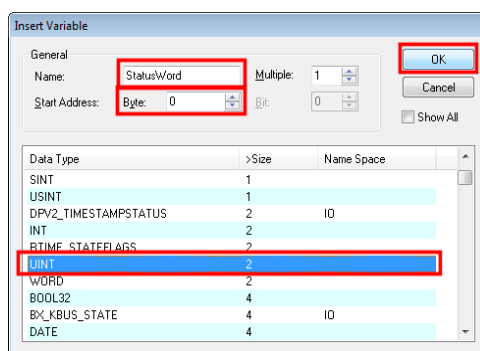 Insert Variable
General
Name: StatusWord Multiple: 1 OK
Start Address: Byte: 0 Bit: 0 Cancel
Show All
Data Type >Size Name Space
SINT 1
USINT 1
DPV2_TIMESTAMPSTATUS 2 IO
INT 2
RTIME_STATEFLAGS 2
UINT 2
WORD 2
BOOL32 4
BX_KBUS_STATE 4 IO
DATE 4